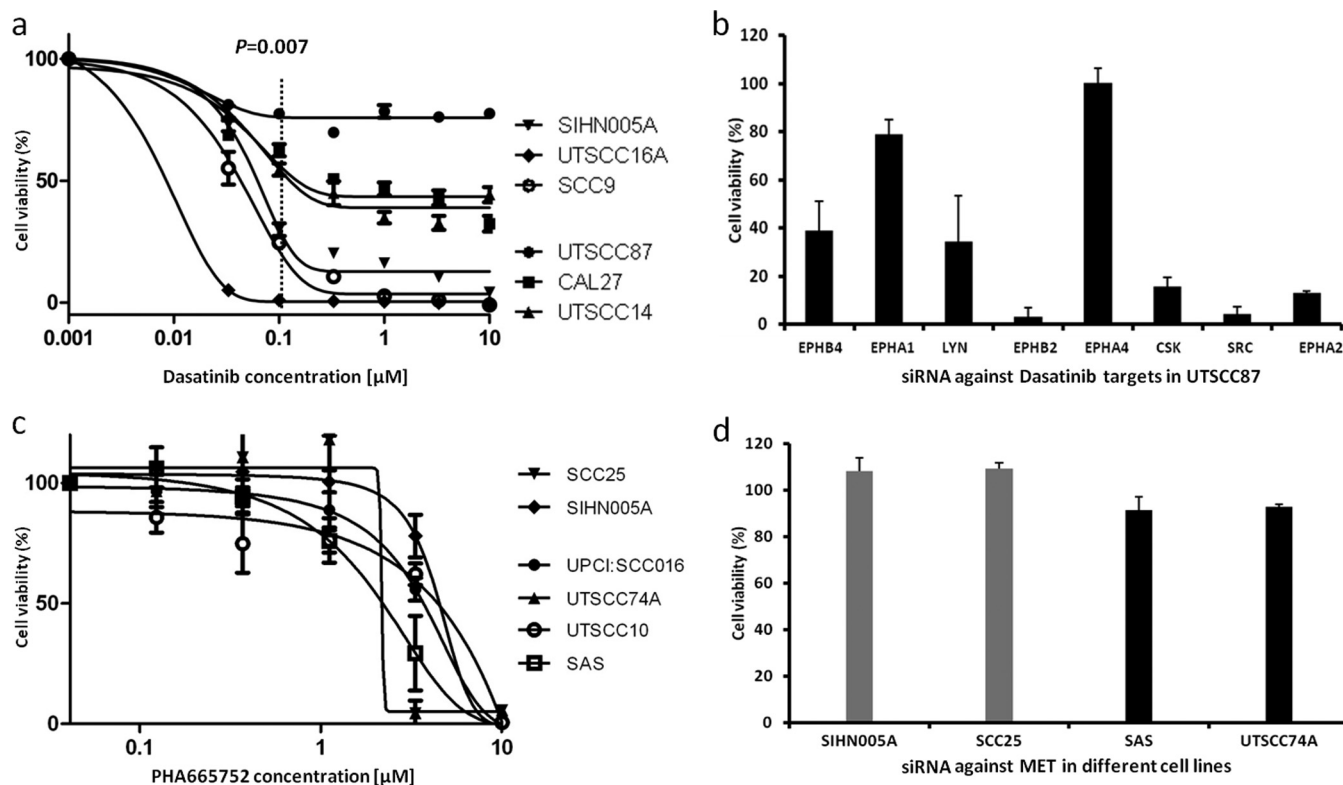 a
P=0.007
100
50
0
Cell viability (%)
0.001 0.01 0.1 1 10
Dasatinib concentration [µM]
SIHN005A
UTSCC16A
SCC9
UTSCC87
CAL27
UTSCC14
b
120
100
80
60
40
20
0
Cell viability (%)
EPHB4 EPHA1 LYN EPHB2 EPHA4 CSK SRC EPHA2
siRNA against Dasatinib targets in UTSCC87
c
100
50
0
Cell viability (%)
0.1 1 10
PHA665752 concentration [µM]
SCC25
SIHN005A
UPCI:SCC016
UTSCC74A
UTSCC10
SAS
d
120
100
80
60
40
20
0
Cell viability (%)
SIHN005A SCC25 SAS UTSCC74A
siRNA against MET in different cell lines